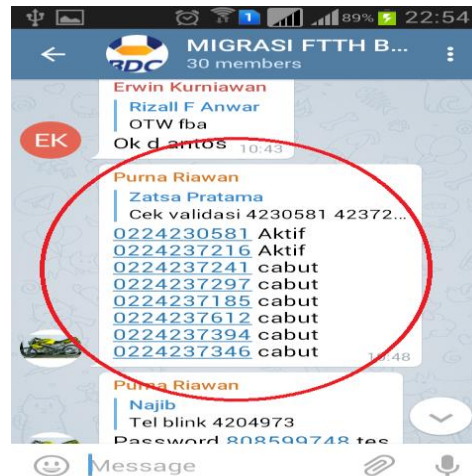 89% 22:54
BDC
MIGRASI FTTH B...
30 members
Erwin Kurniawan
Rizall F Anwar
OTW fba
EK
Ok d antos 10:43
Purna Riawan
Zatsa Pratama
Cek validasi 4230581 42372...
0224230581 Aktif
0224237216 Aktif
0224237241 cabut
0224237297 cabut
0224237185 cabut
0224237612 cabut
0224237394 cabut
0224237346 cabut
10:48
Purna Riawan
Najib
Tel blink 4204973
Password 808599748 tes
Message